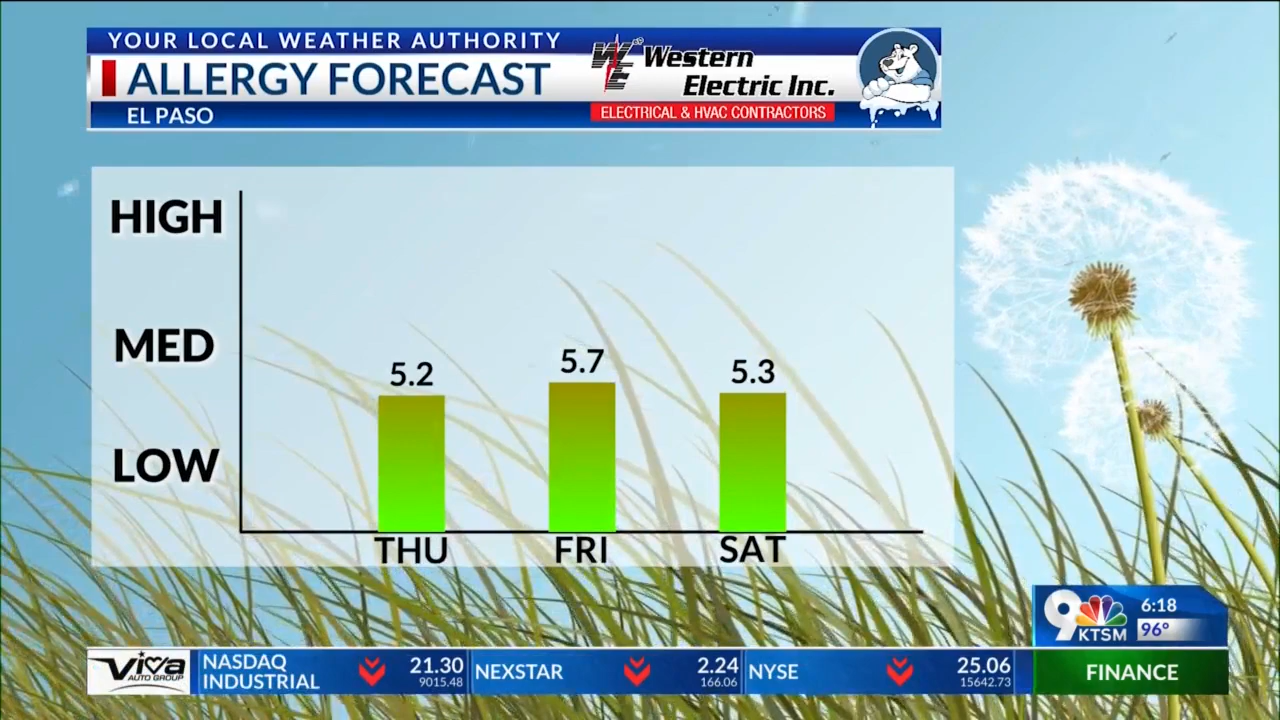 YOUR LOCAL WEATHER AUTHORITY
ALLERGY FORECAST
EL PASO
WE Western
Electric Inc.
ELECTRICAL & HVAC CONTRACTORS
HIGH
MED
LOW
5.2
5.7
5.3
THU
FRI
SAT
9 KTSM
6:18
96°
VIVA
AUTO GROUP
NASDAQ
INDUSTRIAL
21.30
9015.48
NEXSTAR
2.24
166.06
NYSE
25.06
15642.73
FINANCE